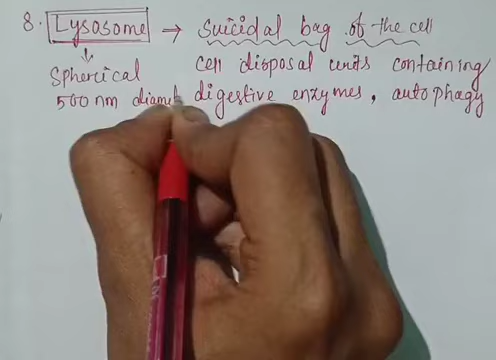 8. Lysosome → Suicidal bag of the cell
Spherical cell disposal units containing
500 nm diamet digestive enzymes, autophagy